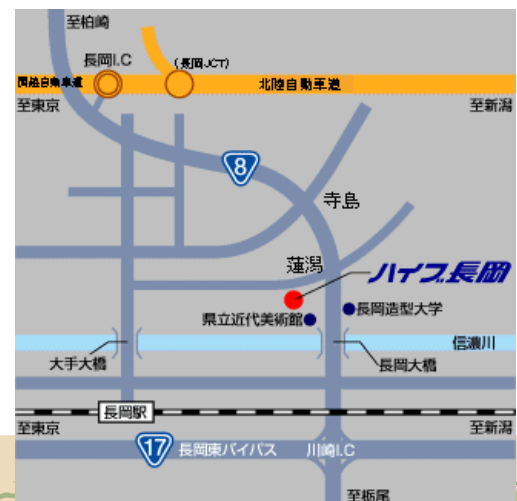 至柏崎
長岡I.C
(長岡JCT)
関越自動車道
北陸自動車道
至東京
至新潟
8
寺島
蓮潟
ハイブ長岡
県立近代美術館
長岡造型大学
信濃川
大手大橋
長岡大橋
長岡駅
至東京
至新潟
17
長岡東バイパス
川崎I.C
至栃尾